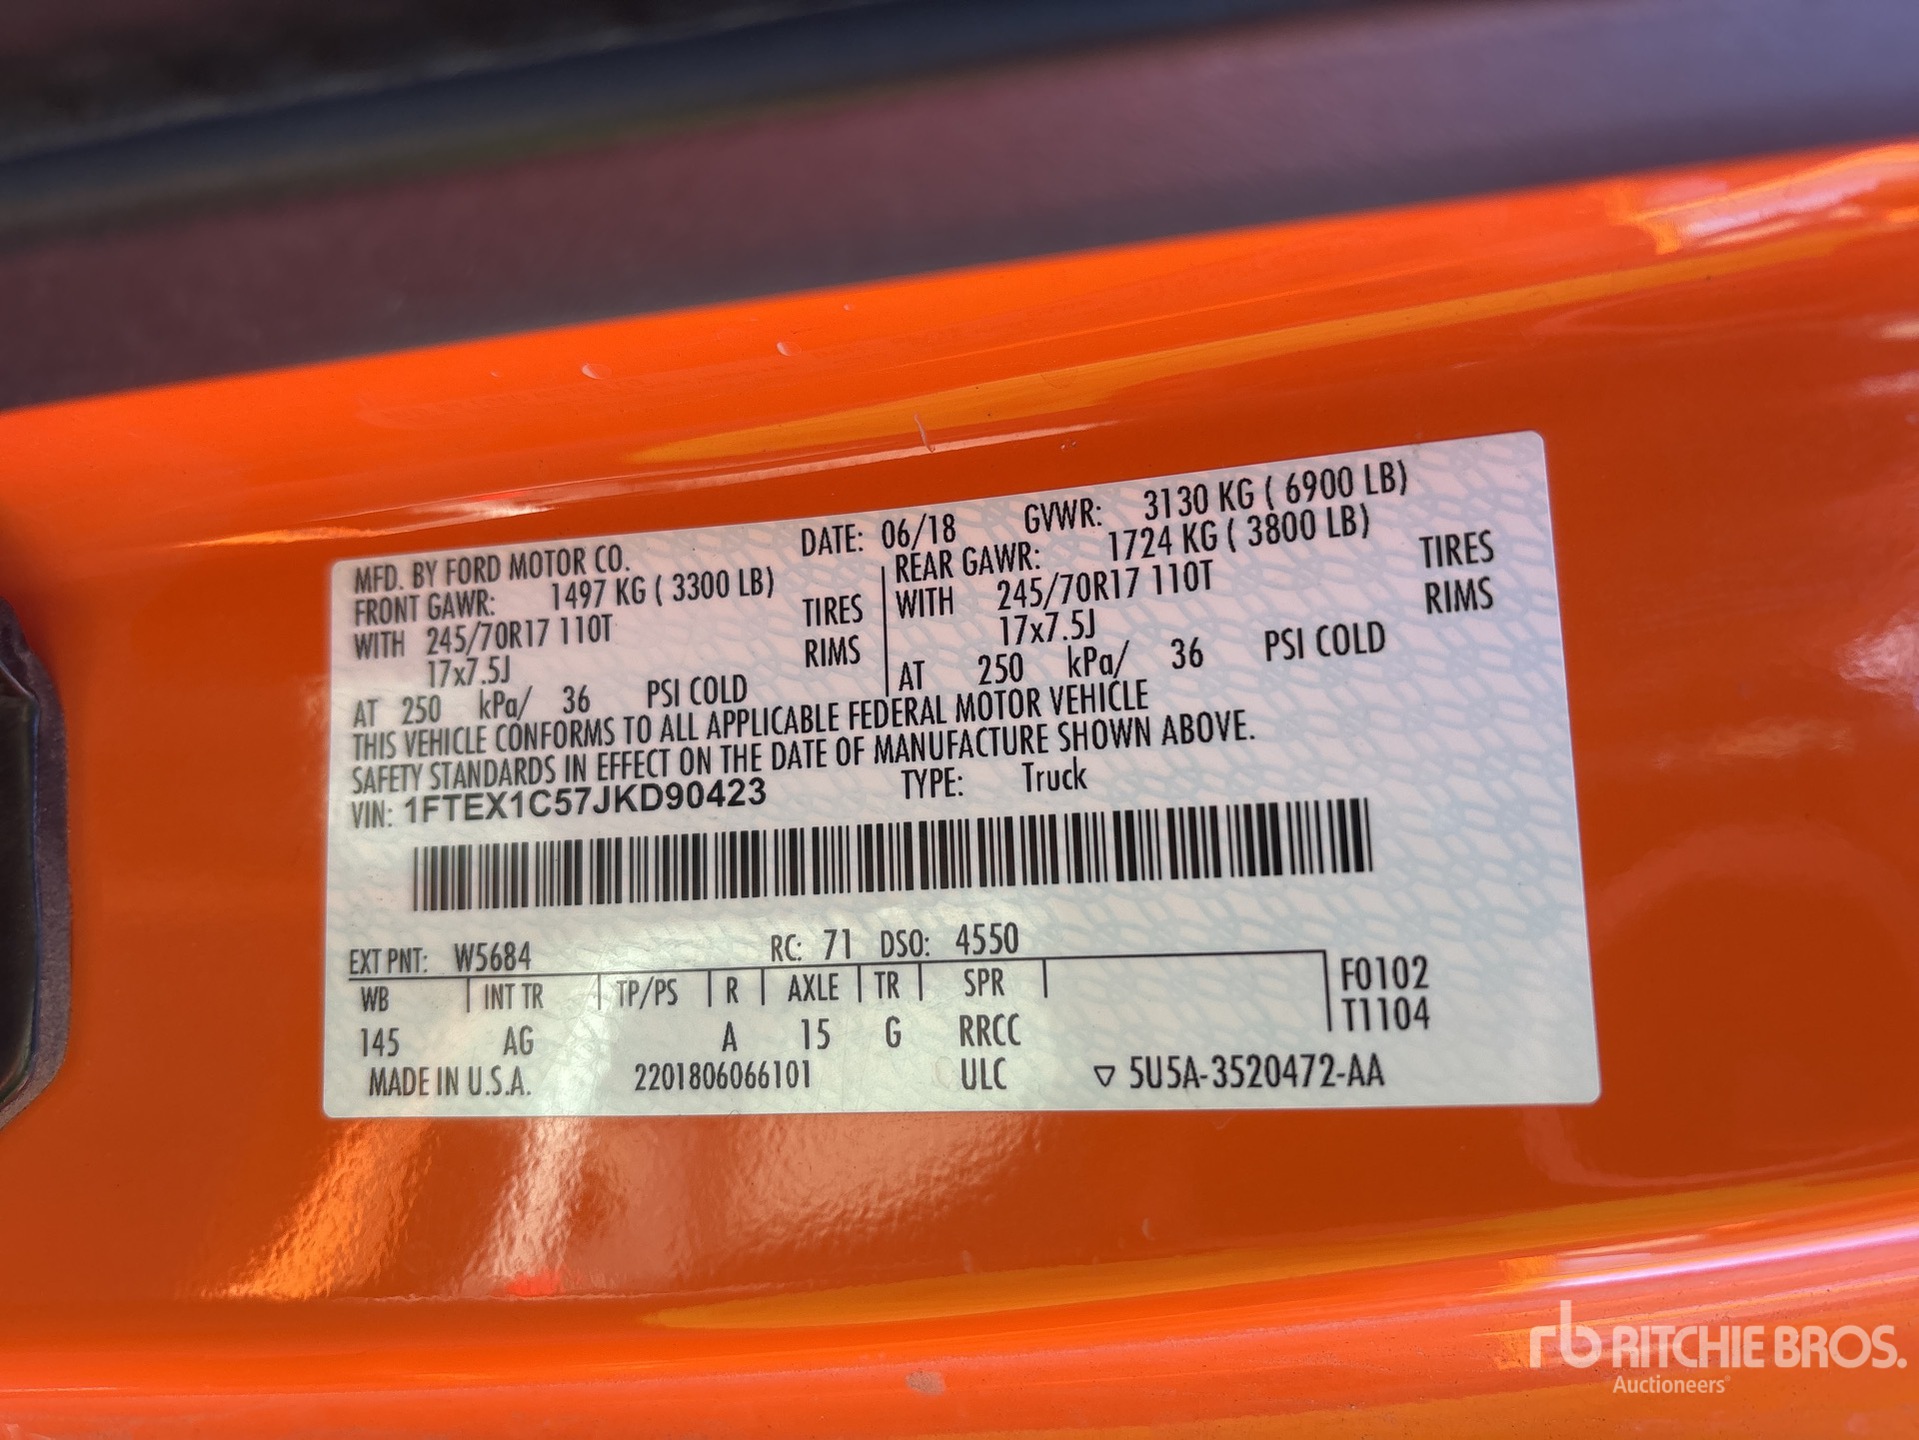 MFD. BY FORD MOTOR CO. DATE: 06/18 GVWR: 3130 KG ( 6900 LB)
FRONT GAWR: 1497 KG ( 3300 LB) REAR GAWR: 1724 KG ( 3800 LB)
WITH 245/70R17 110T TIRES WITH 245/70R17 110T TIRES
17x7.5J RIMS 17x7.5J RIMS
AT 250 kPa/ 36 PSI COLD AT 250 kPa/ 36 PSI COLD
THIS VEHICLE CONFORMS TO ALL APPLICABLE FEDERAL MOTOR VEHICLE
SAFETY STANDARDS IN EFFECT ON THE DATE OF MANUFACTURE SHOWN ABOVE.
VIN: 1FTEX1C57JKD90423 TYPE: Truck
EXT PNT: W5684 RC: 71 DSO: 4550
WB INT TR TP/PS R AXLE TR SPR F0102
T1104
145 AG A 15 G RRCC
MADE IN U.S.A. 2201806066101 ULC ▽ 5U5A-3520472-AA
rb RITCHIE BROS.
Auctioneers